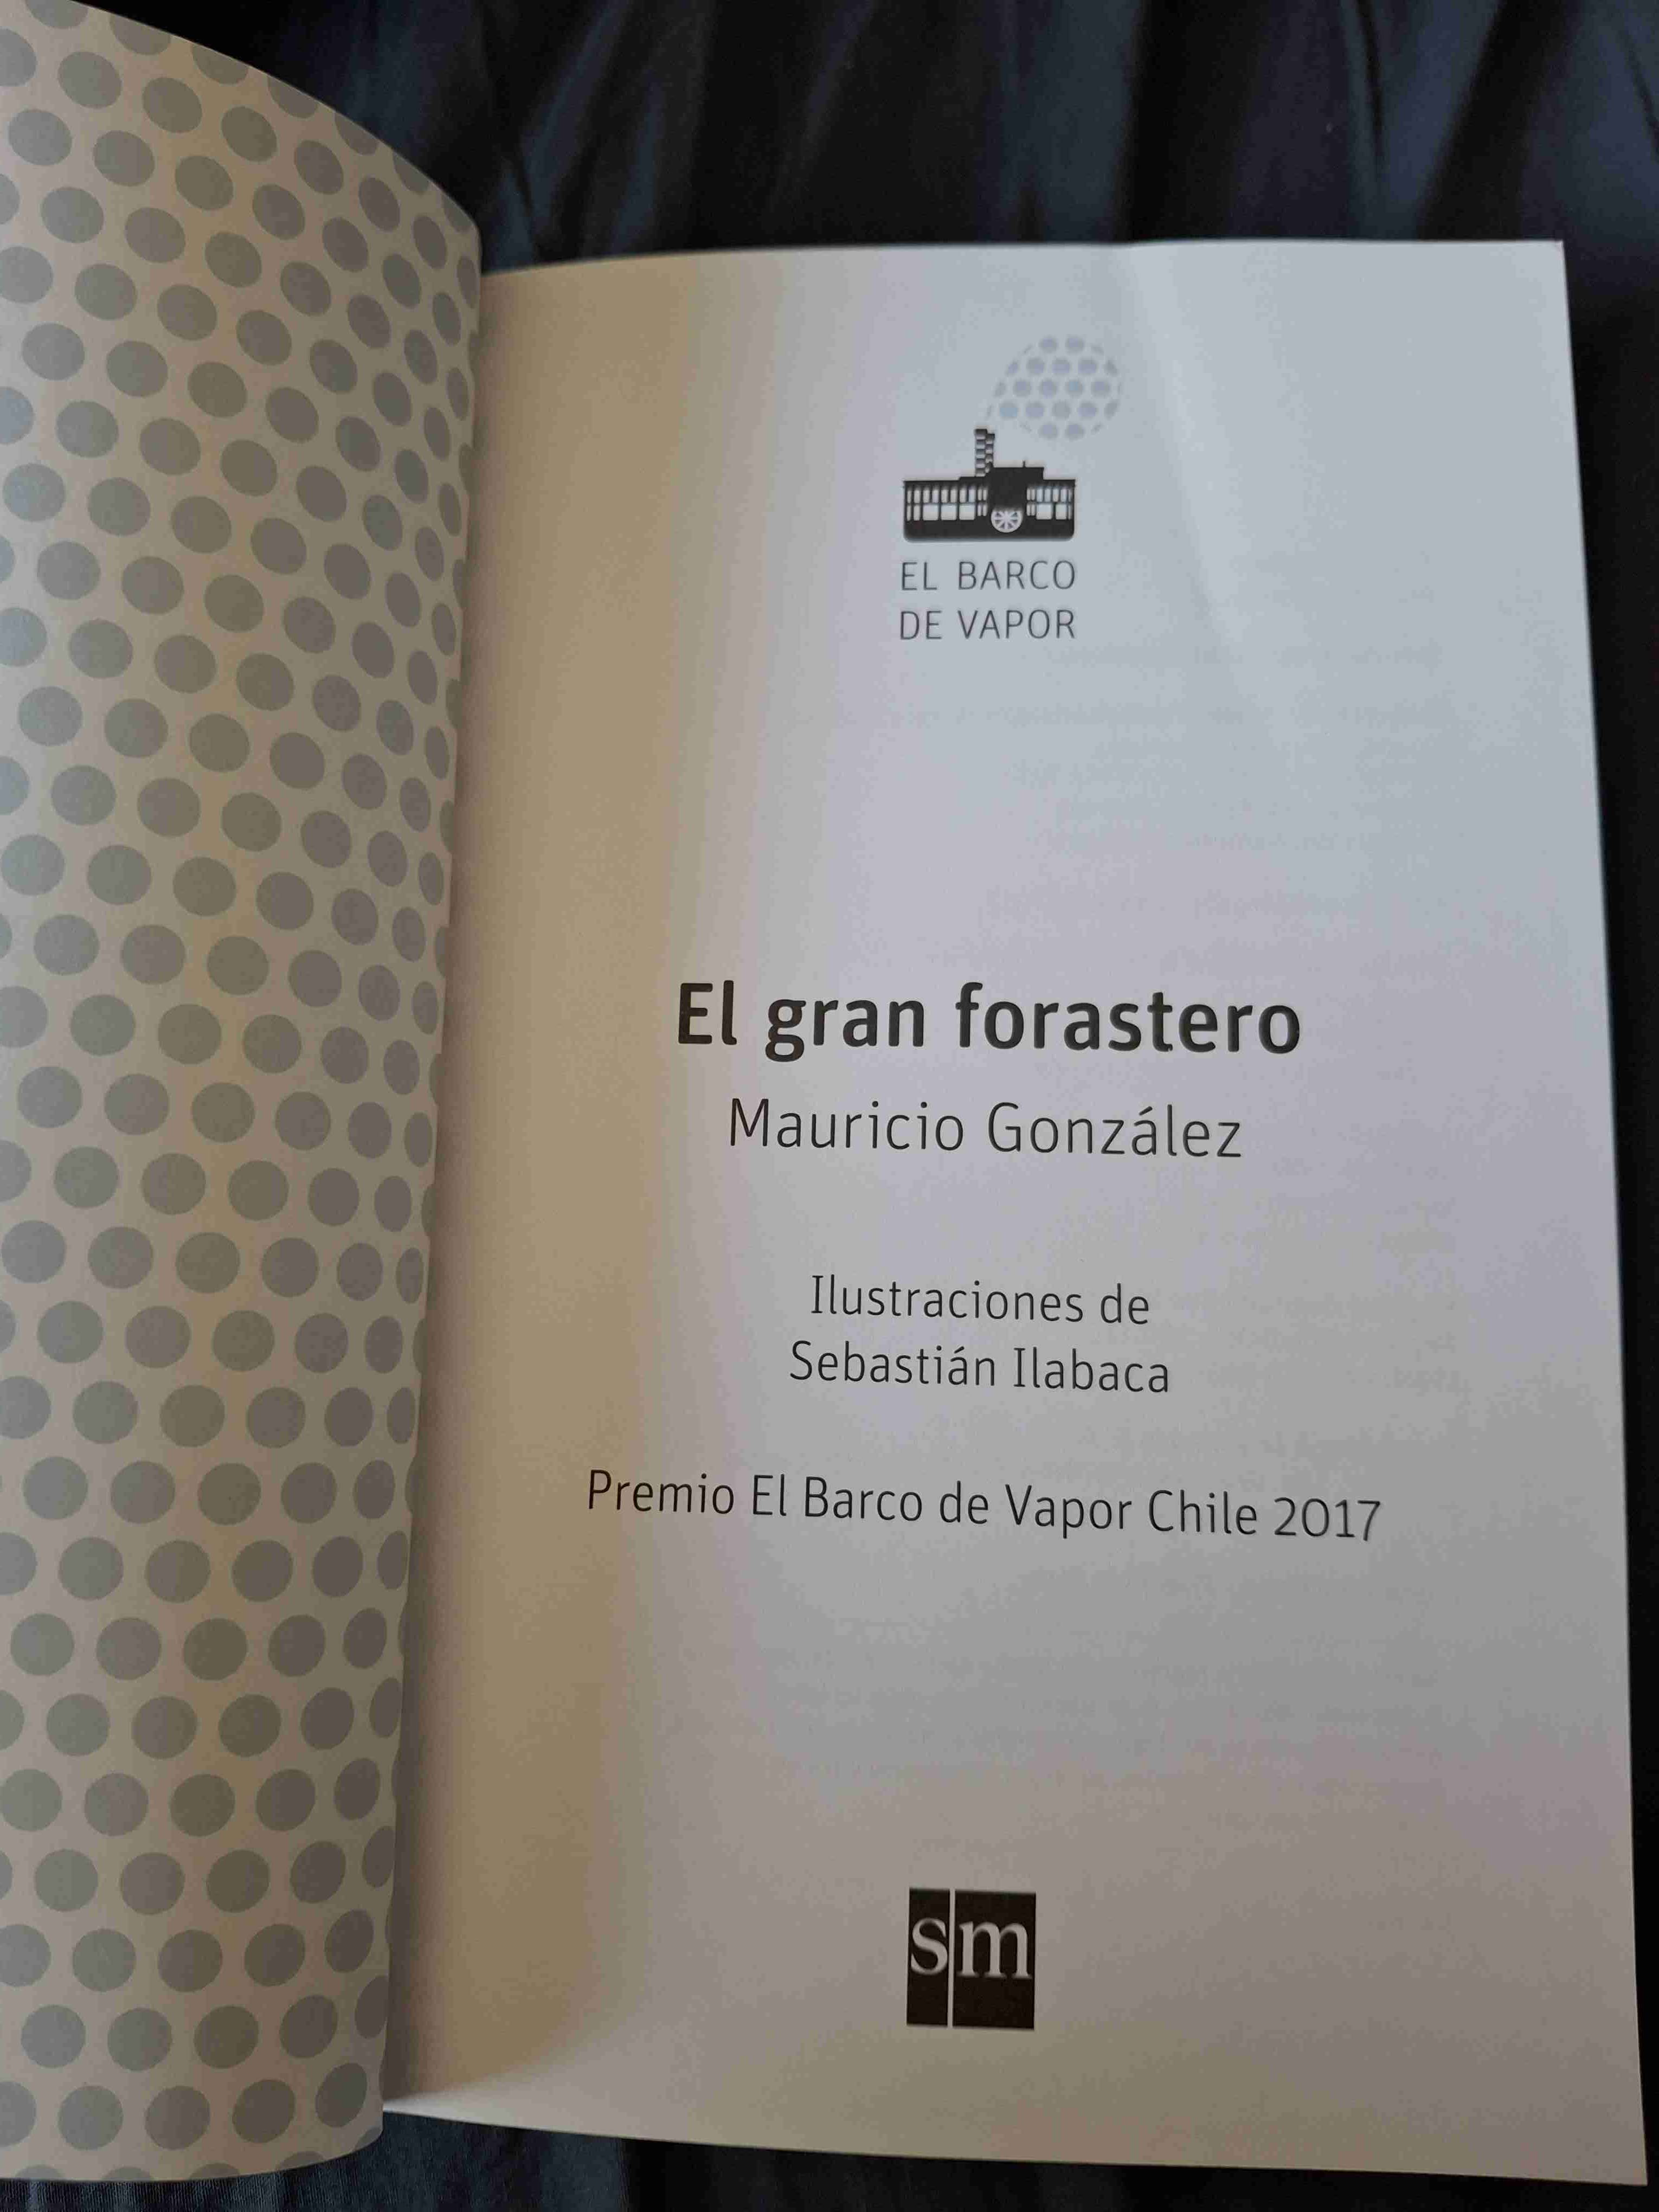 EL BARCO
DE VAPOR
El gran forastero
Mauricio González
Ilustraciones de
Sebastián Ilabaca
Premio El Barco de Vapor Chile 2017
sm